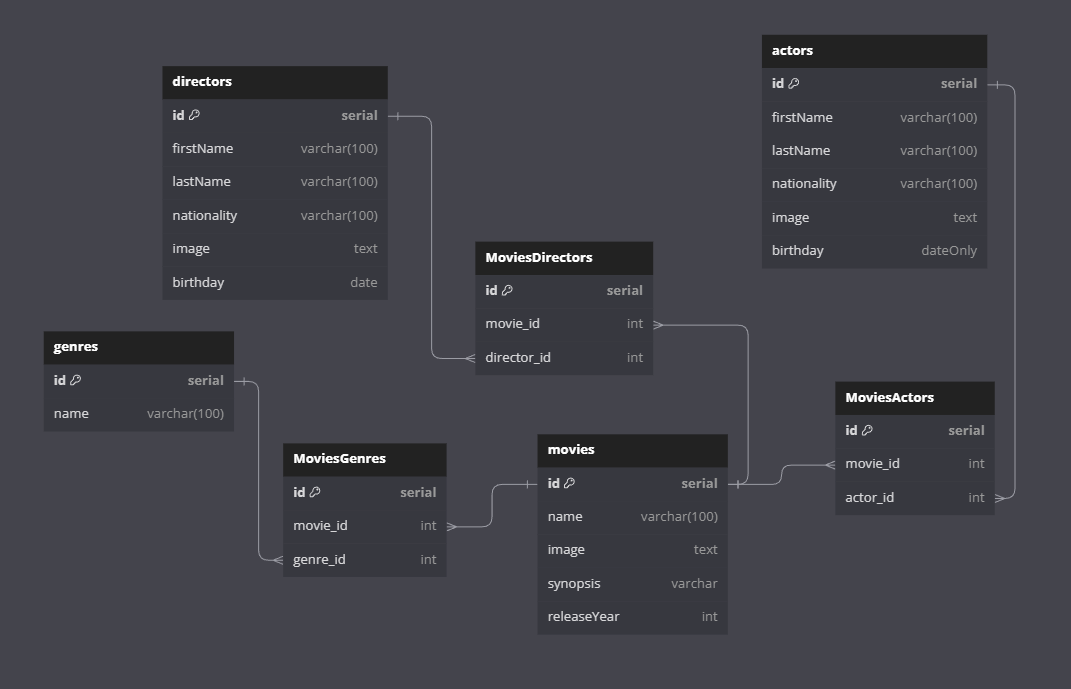 directors
id serial
firstName varchar(100)
lastName varchar(100)
nationality varchar(100)
image text
birthday date
actors
id serial
firstName varchar(100)
lastName varchar(100)
nationality varchar(100)
image text
birthday dateOnly
MoviesDirectors
id serial
movie_id int
director_id int
genres
id serial
name varchar(100)
MoviesGenres
id serial
movie_id int
genre_id int
movies
id serial
name varchar(100)
image text
synopsis varchar
releaseYear int
MoviesActors
id serial
movie_id int
actor_id int